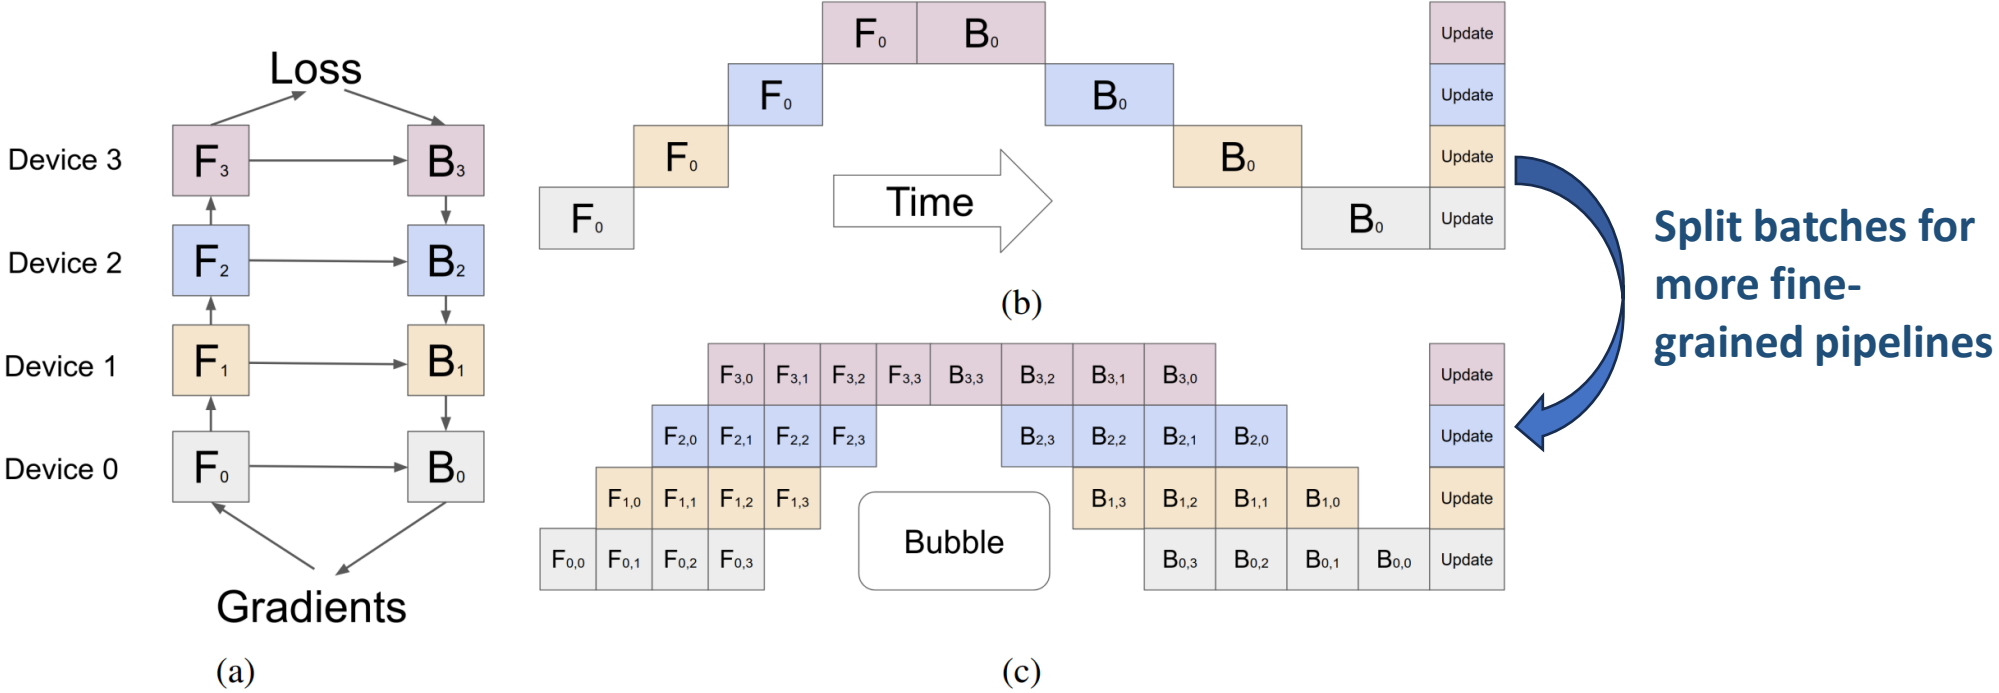 Loss
Device 3
F3
B3
Device 2
F2
B2
Device 1
F1
B1
Device 0
F0
B0
Gradients
(a)
F0 B0 Update
F0 B0 Update
F0 B0 Update
F0 B0 Update
Time
(b)
F3,0 F3,1 F3,2 F3,3 B3,3 B3,2 B3,1 B3,0 Update
F2,0 F2,1 F2,2 F2,3 B2,3 B2,2 B2,1 B2,0 Update
F1,0 F1,1 F1,2 F1,3 B1,3 B1,2 B1,1 B1,0 Update
F0,0 F0,1 F0,2 F0,3 B0,3 B0,2 B0,1 B0,0 Update
Bubble
(c)
Split batches for
more fine-
grained pipelines